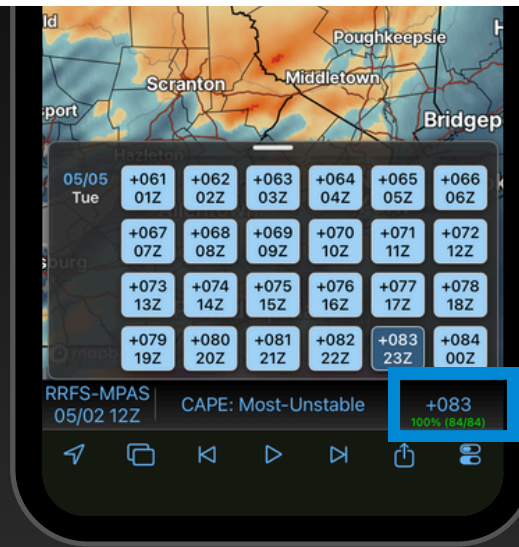 ld
Poughkeepsie
H
Scranton
Middletown
sport
Bridgep
Hazleton
05/05
Tue
+061
01Z
+062
02Z
+063
03Z
+064
04Z
+065
05Z
+066
06Z
+067
07Z
+068
08Z
+069
09Z
+070
10Z
+071
11Z
+072
12Z
+073
13Z
+074
14Z
+075
15Z
+076
16Z
+077
17Z
+078
18Z
+079
19Z
+080
20Z
+081
21Z
+082
22Z
+083
23Z
+084
00Z
Allentown
sburg
mapb
RRFS-MPAS
05/02 12Z
CAPE: Most-Unstable
+083
100% (84/84)